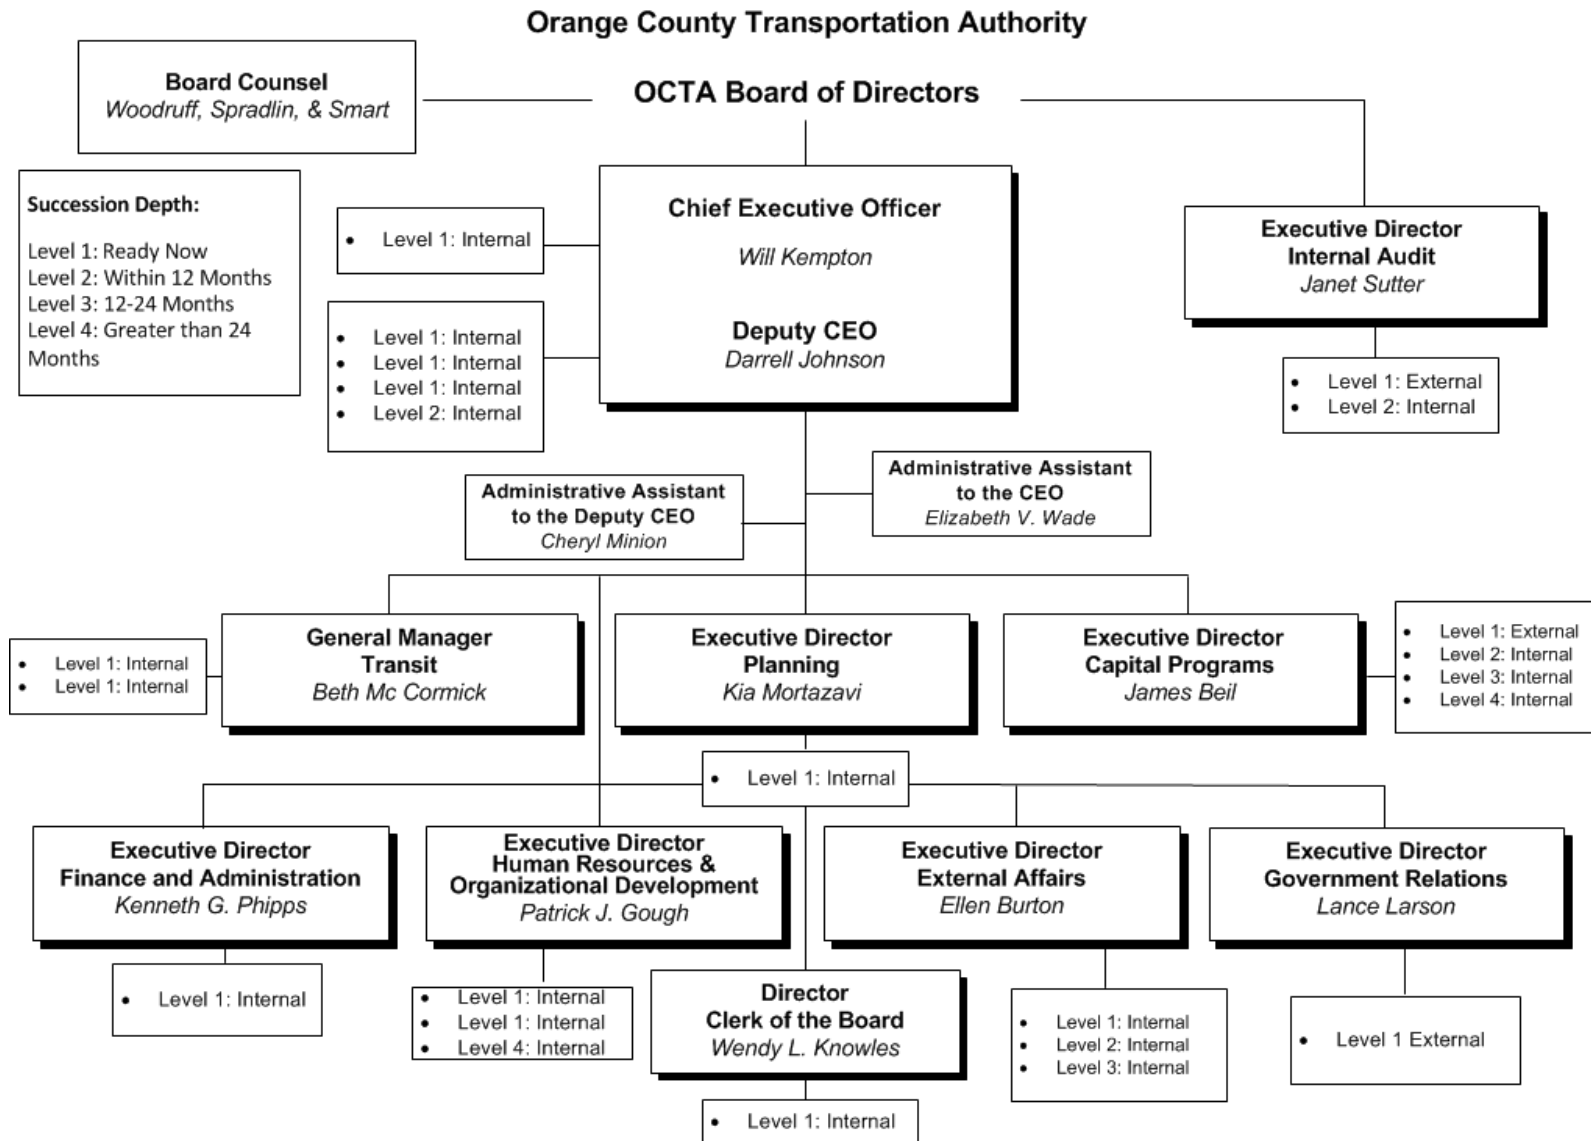 Orange County Transportation Authority
Board Counsel
Woodruff, Spradlin, & Smart
OCTA Board of Directors
Succession Depth:
Level 1: Ready Now
Level 2: Within 12 Months
Level 3: 12-24 Months
Level 4: Greater than 24
Months
• Level 1: Internal
• Level 1: Internal
• Level 1: Internal
• Level 1: Internal
• Level 2: Internal
Chief Executive Officer
Will Kempton
Deputy CEO
Darrell Johnson
Executive Director
Internal Audit
Janet Sutter
• Level 1: External
• Level 2: Internal
Administrative Assistant
to the Deputy CEO
Cheryl Minion
Administrative Assistant
to the CEO
Elizabeth V. Wade
• Level 1: Internal
• Level 1: Internal
General Manager
Transit
Beth Mc Cormick
Executive Director
Planning
Kia Mortazavi
Executive Director
Capital Programs
James Beil
• Level 1: External
• Level 2: Internal
• Level 3: Internal
• Level 4: Internal
• Level 1: Internal
Executive Director
Finance and Administration
Kenneth G. Phipps
Executive Director
Human Resources &
Organizational Development
Patrick J. Gough
Executive Director
External Affairs
Ellen Burton
Executive Director
Government Relations
Lance Larson
• Level 1: Internal
• Level 1: Internal
• Level 1: Internal
• Level 4: Internal
Director
Clerk of the Board
Wendy L. Knowles
• Level 1: Internal
• Level 2: Internal
• Level 3: Internal
• Level 1 External
• Level 1: Internal